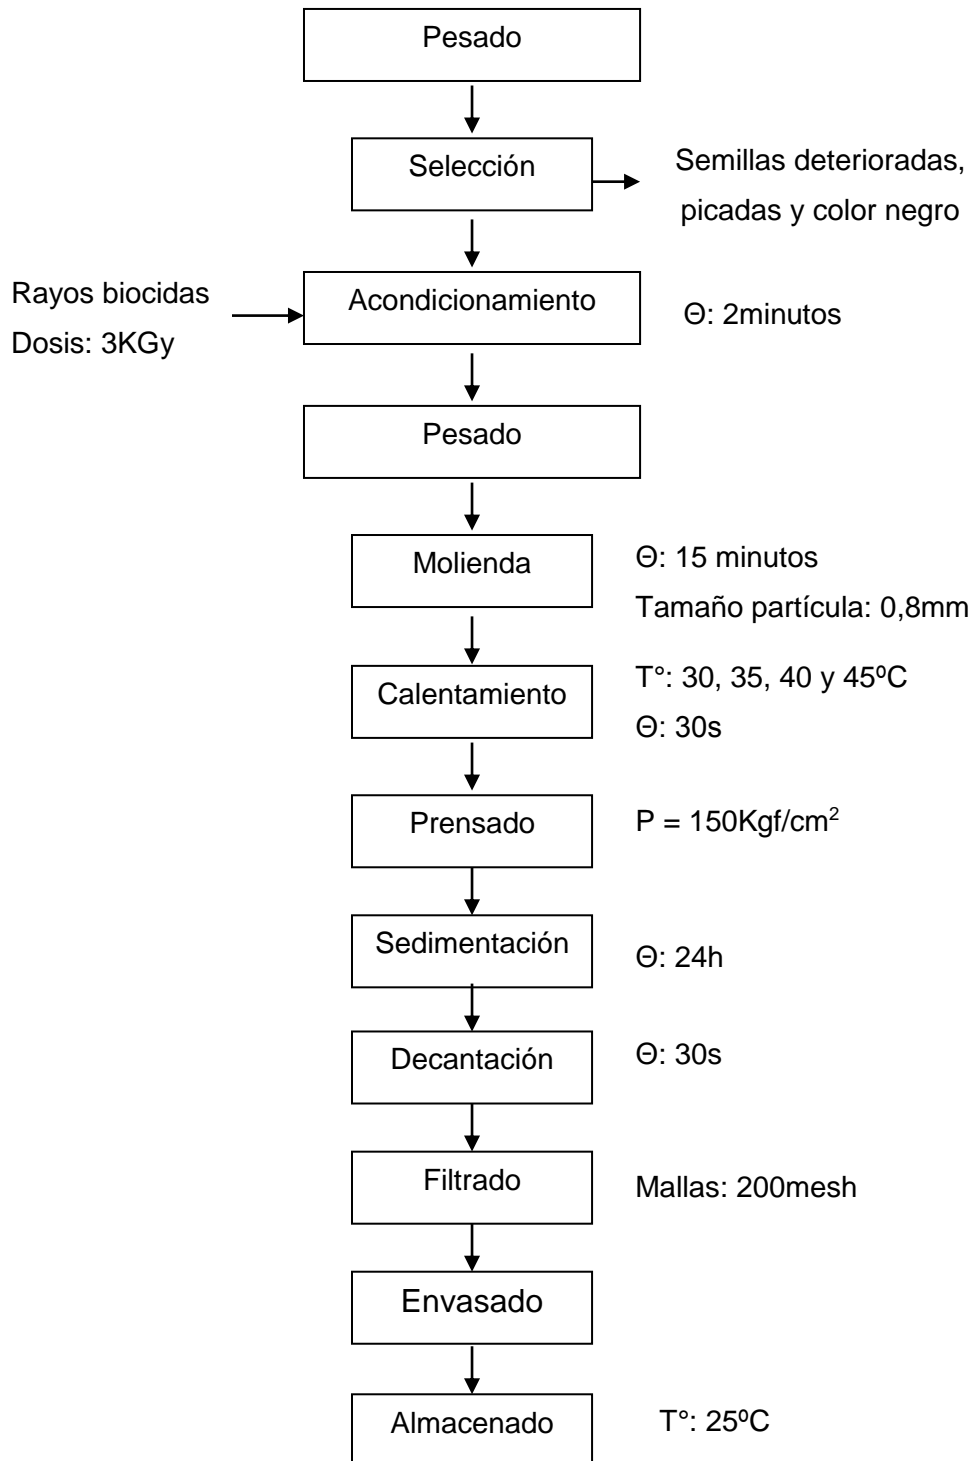 Pesado
Selección
Semillas deterioradas,
picadas y color negro
Rayos biocidas
Dosis: 3KGy
Acondicionamiento
Θ: 2minutos
Pesado
Molienda
Θ: 15 minutos
Tamaño partícula: 0,8mm
Calentamiento
T°: 30, 35, 40 y 45ºC
Θ: 30s
Prensado
P = 150Kgf/cm²
Sedimentación
Θ: 24h
Decantación
Θ: 30s
Filtrado
Mallas: 200mesh
Envasado
Almacenado
T°: 25ºC